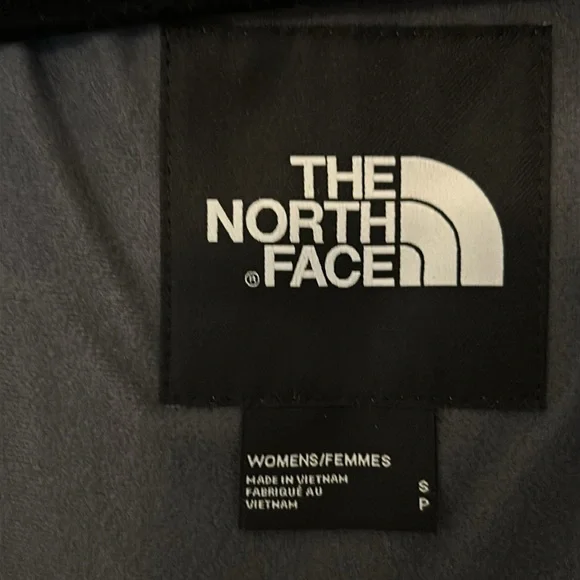 THE
NORTH
® FACE
WOMENS/FEMMES
MADE IN VIETNAM
FABRIQUÉ AU
VIETNAM
S
P